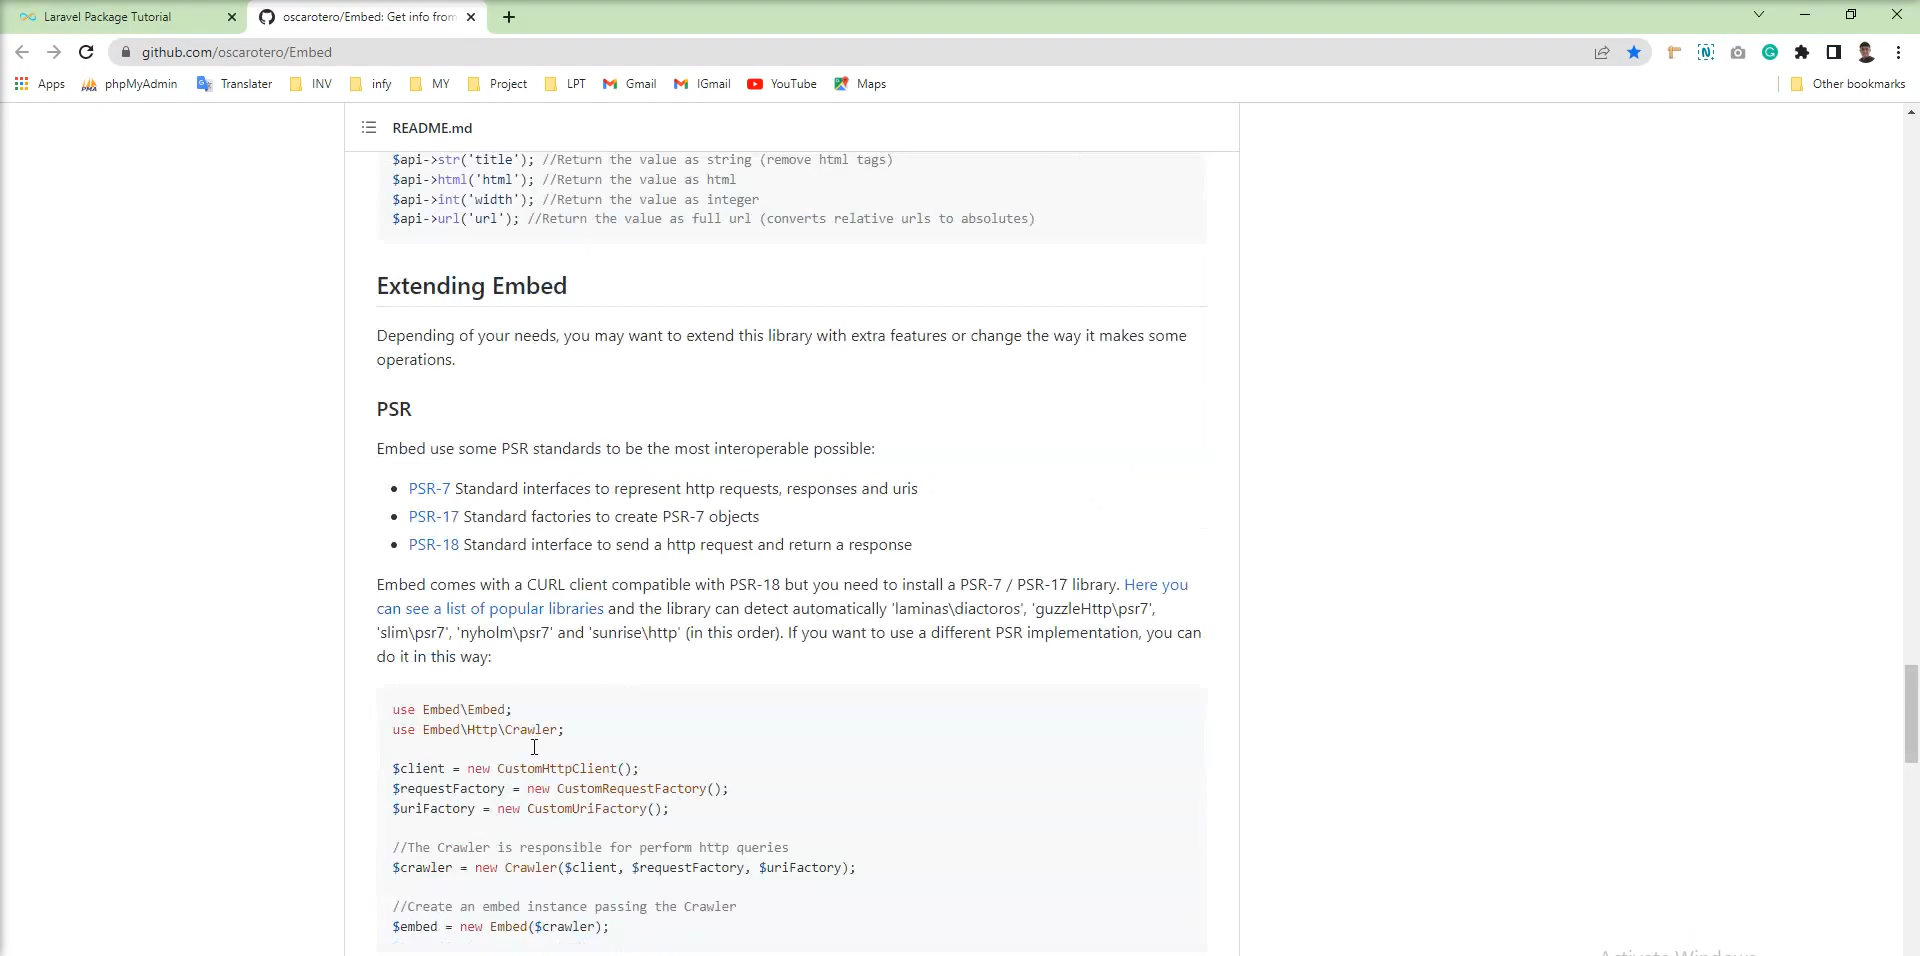 Laravel Package Tutorial
oscarotero/Embed: Get info from
github.com/oscarotero/Embed
Apps
phpMyAdmin
Translater
INV
infy
MY
Project
LPT
Gmail
IGmail
YouTube
Maps
Other bookmarks
README.md
$api->str('title'); //Return the value as string (remove html tags)
$api->html('html'); //Return the value as html
$api->int('width'); //Return the value as integer
$api->url('url'); //Return the value as full url (converts relative urls to absolutes)
Extending Embed
Depending of your needs, you may want to extend this library with extra features or change the way it makes some
operations.
PSR
Embed use some PSR standards to be the most interoperable possible:
• PSR-7 Standard interfaces to represent http requests, responses and uris
• PSR-17 Standard factories to create PSR-7 objects
• PSR-18 Standard interface to send a http request and return a response
Embed comes with a CURL client compatible with PSR-18 but you need to install a PSR-7 / PSR-17 library. Here you
can see a list of popular libraries and the library can detect automatically 'laminas\diactoros', 'guzzleHttp\psr7',
'slim\psr7', 'nyholm\psr7' and 'sunrise\http' (in this order). If you want to use a different PSR implementation, you can
do it in this way:
use Embed\Embed;
use Embed\Http\Crawler;
$client = new CustomHttpClient();
$requestFactory = new CustomRequestFactory();
$uriFactory = new CustomUriFactory();
//The Crawler is responsible for perform http queries
$crawler = new Crawler($client, $requestFactory, $uriFactory);
//Create an embed instance passing the Crawler
$embed = new Embed($crawler);
Activate Windows